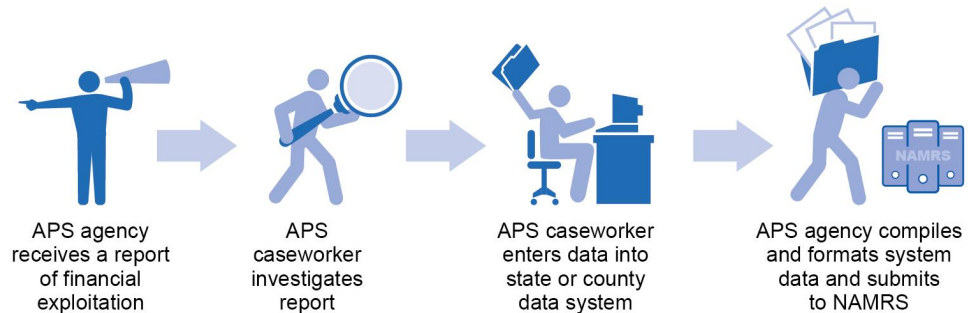 NAMRS
APS agency
receives a report
of financial
exploitation
APS
caseworker
investigates
report
APS caseworker
enters data into
state or county
data system
APS agency compiles
and formats system
data and submits
to NAMRS